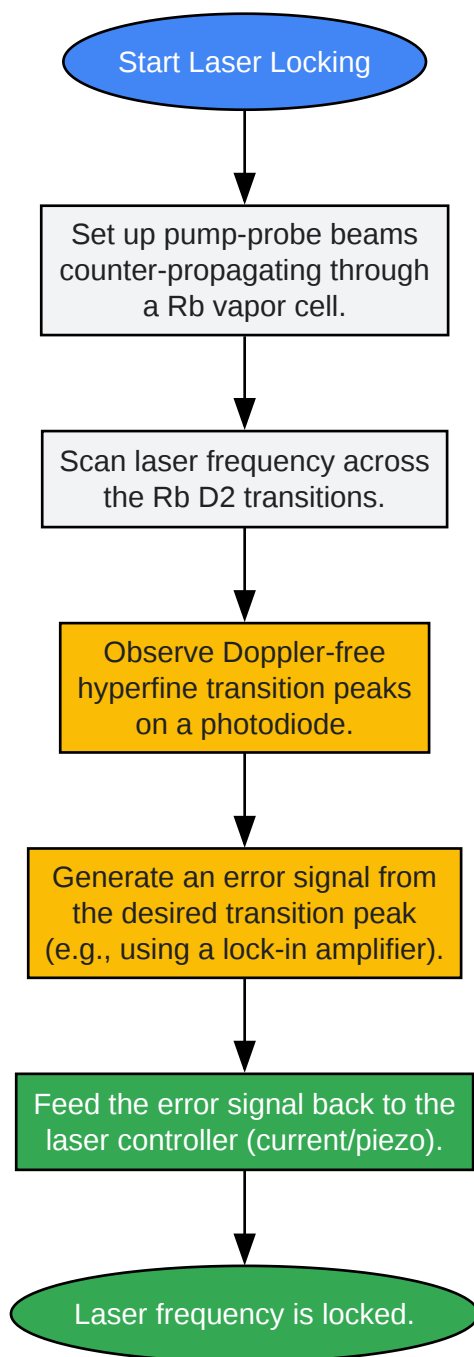 Start Laser Locking
Set up pump-probe beams
counter-propagating through
a Rb vapor cell.
Scan laser frequency across
the Rb D2 transitions.
Observe Doppler-free
hyperfine transition peaks
on a photodiode.
Generate an error signal from
the desired transition peak
(e.g., using a lock-in amplifier).
Feed the error signal back to the
laser controller (current/piezo).
Laser frequency is locked.